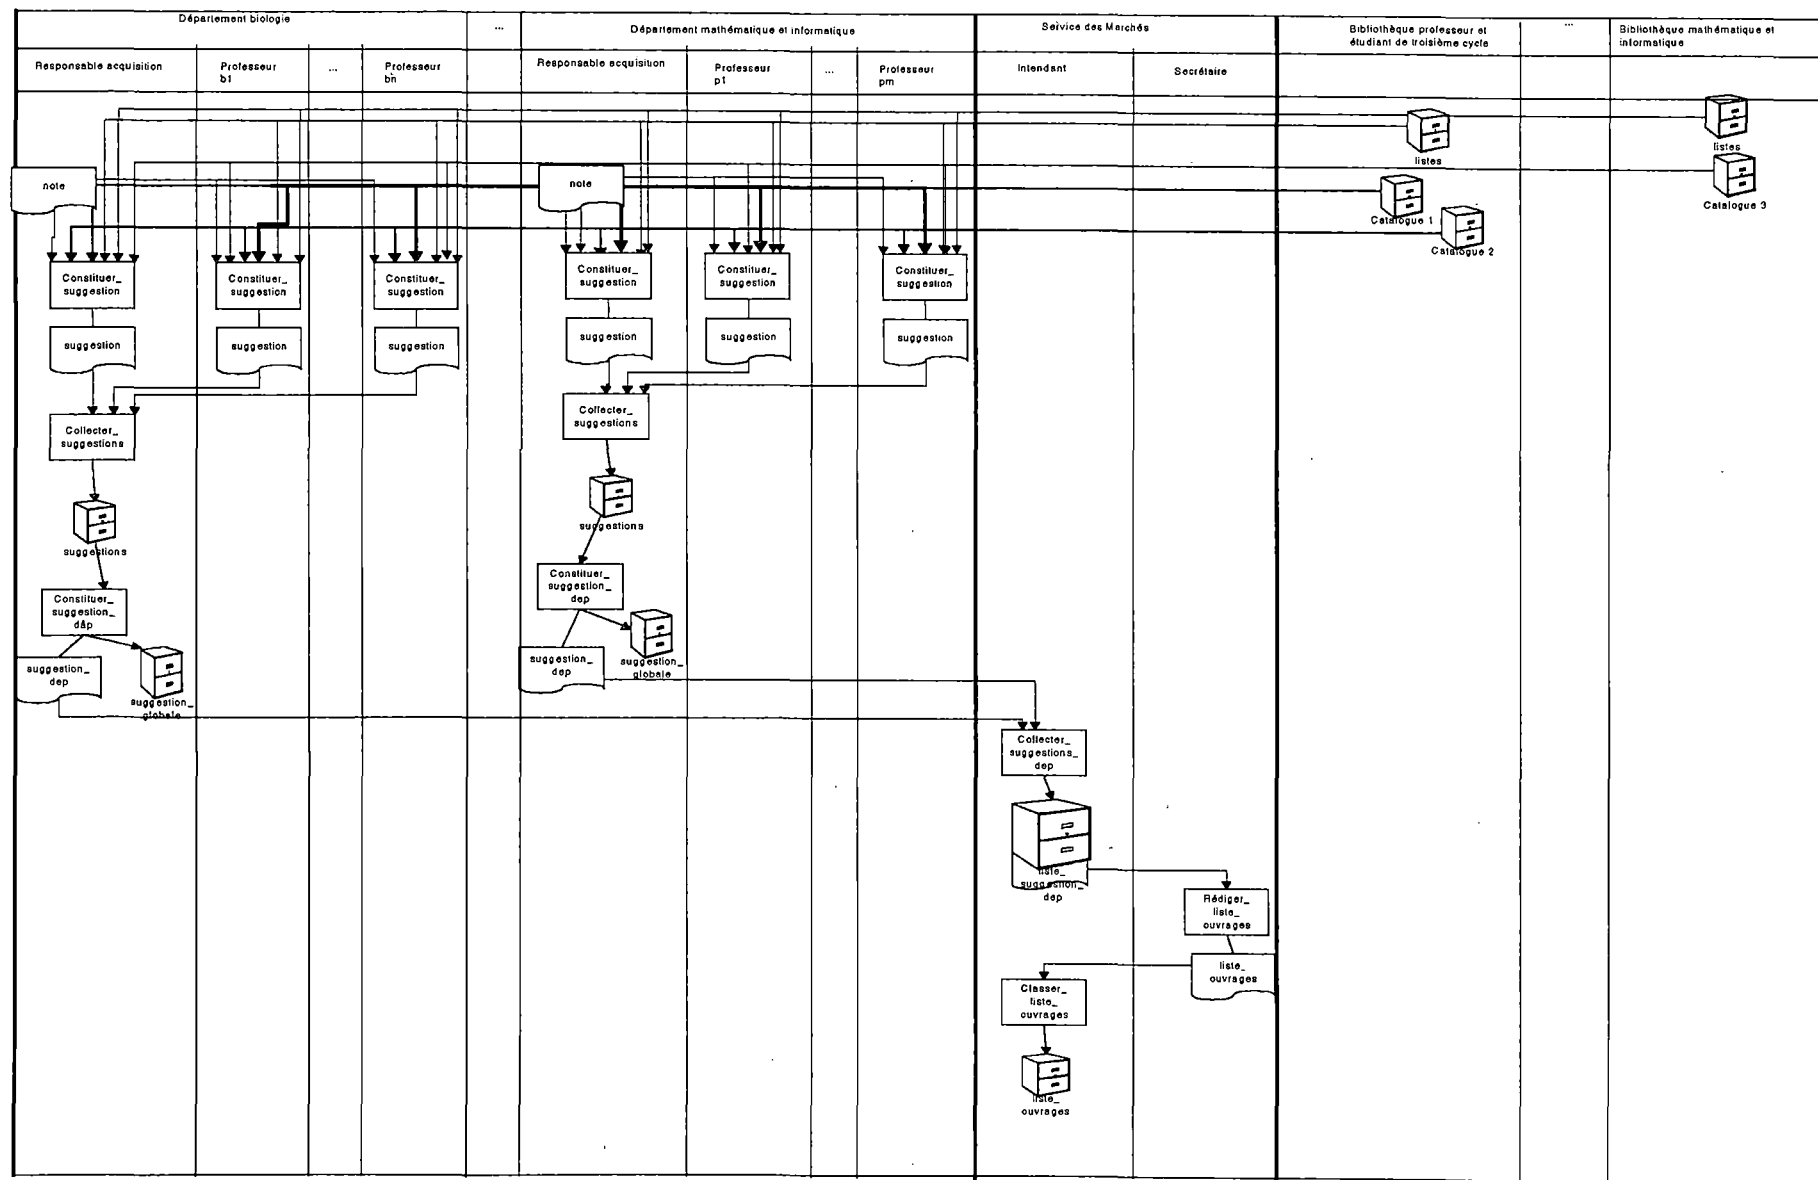 Département biologie
...
Département mathématique et informatique
Service des Marchés
Bibliothèque professeur et
étudiant de troisième cycle
...
Bibliothèque mathématique et
informatique
Responsable acquisition
Professeur
b1
...
Professeur
bn
Responsable acquisition
Professeur
p1
...
Professeur
pm
Intendant
Secrétaire
listes
listes
note
note
Catalogue 1
Catalogue 3
Catalogue 2
Constituer_
suggestion
Constituer_
suggestion
Constituer_
suggestion
Constituer_
suggestion
Constituer_
suggestion
Constituer_
suggestion
suggestion
suggestion
suggestion
suggestion
suggestion
suggestion
Collecter_
suggestions
Collecter_
suggestions
suggestions
suggestions
Constituer_
suggestion_
dép
Constituer_
suggestion_
dep
suggestion_
dep
suggestion_
globale
suggestion_
dep
suggestion_
globale
Collecter_
suggestions_
dep
liste_
suggestion_
dep
Rédiger_
liste_
ouvrages
liste_
ouvrages
Classer_
liste_
ouvrages
liste_
ouvrages